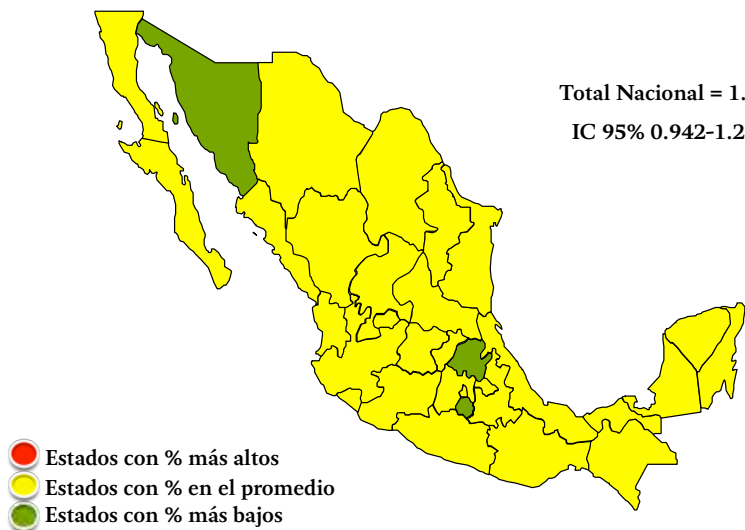 Total Nacional = 1.
IC 95% 0.942-1.2
Estados con % más altos
Estados con % en el promedio
Estados con % más bajos